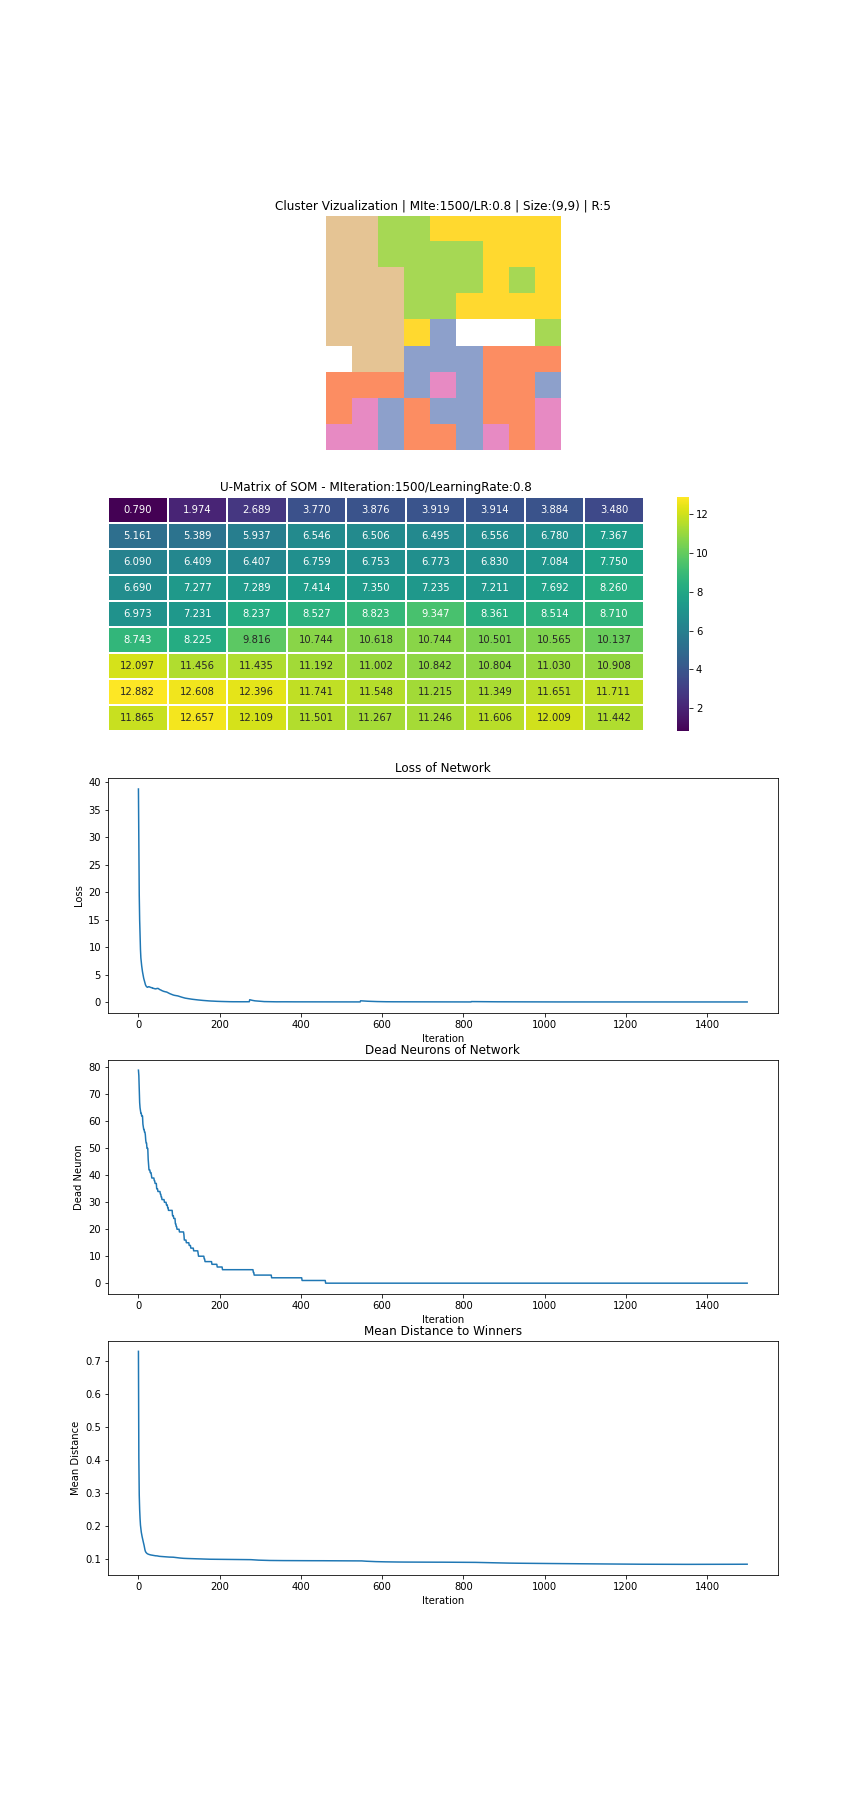 Cluster Vizualization | MIte:1500/LR:0.8 | Size:(9,9) | R:5
U-Matrix of SOM - MIteration:1500/LearningRate:0.8
0.790 1.974 2.689 3.770 3.876 3.919 3.914 3.884 3.480
5.161 5.389 5.937 6.546 6.506 6.495 6.556 6.780 7.367
6.090 6.409 6.407 6.759 6.753 6.773 6.830 7.084 7.750
6.690 7.277 7.289 7.414 7.350 7.235 7.211 7.692 8.260
6.973 7.231 8.237 8.527 8.823 9.347 8.361 8.514 8.710
8.743 8.225 9.816 10.744 10.618 10.744 10.501 10.565 10.137
12.097 11.456 11.435 11.192 11.002 10.842 10.804 11.030 10.908
12.882 12.608 12.396 11.741 11.548 11.215 11.349 11.651 11.711
11.865 12.657 12.109 11.501 11.267 11.246 11.606 12.009 11.442
12
10
8
6
4
2
Loss of Network
40
35
30
25
20
15
10
5
0
Loss
0 200 400 600 800 1000 1200 1400
Iteration
Dead Neurons of Network
80
70
60
50
40
30
20
10
0
Dead Neuron
0 200 400 600 800 1000 1200 1400
Iteration
Mean Distance to Winners
0.7
0.6
0.5
0.4
0.3
0.2
0.1
Mean Distance
0 200 400 600 800 1000 1200 1400
Iteration